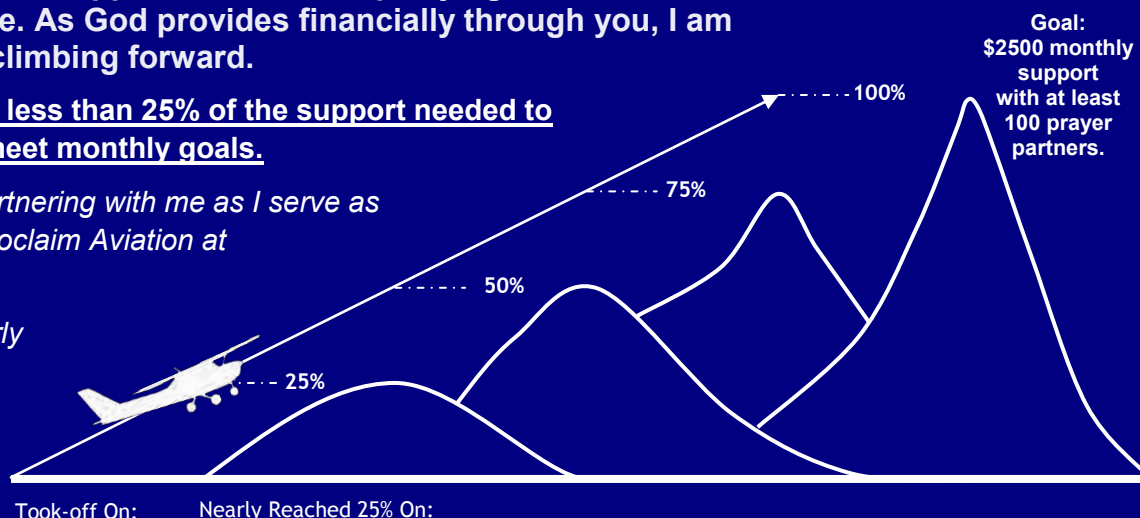 e. As God provides financially through you, I am
climbing forward.
less than 25% of the support needed to
meet monthly goals.
rtnering with me as I serve as
oclaim Aviation at
rly
Goal:
$2500 monthly
support
with at least
100 prayer
partners.
100%
75%
50%
25%
Took-off On:
Nearly Reached 25% On: